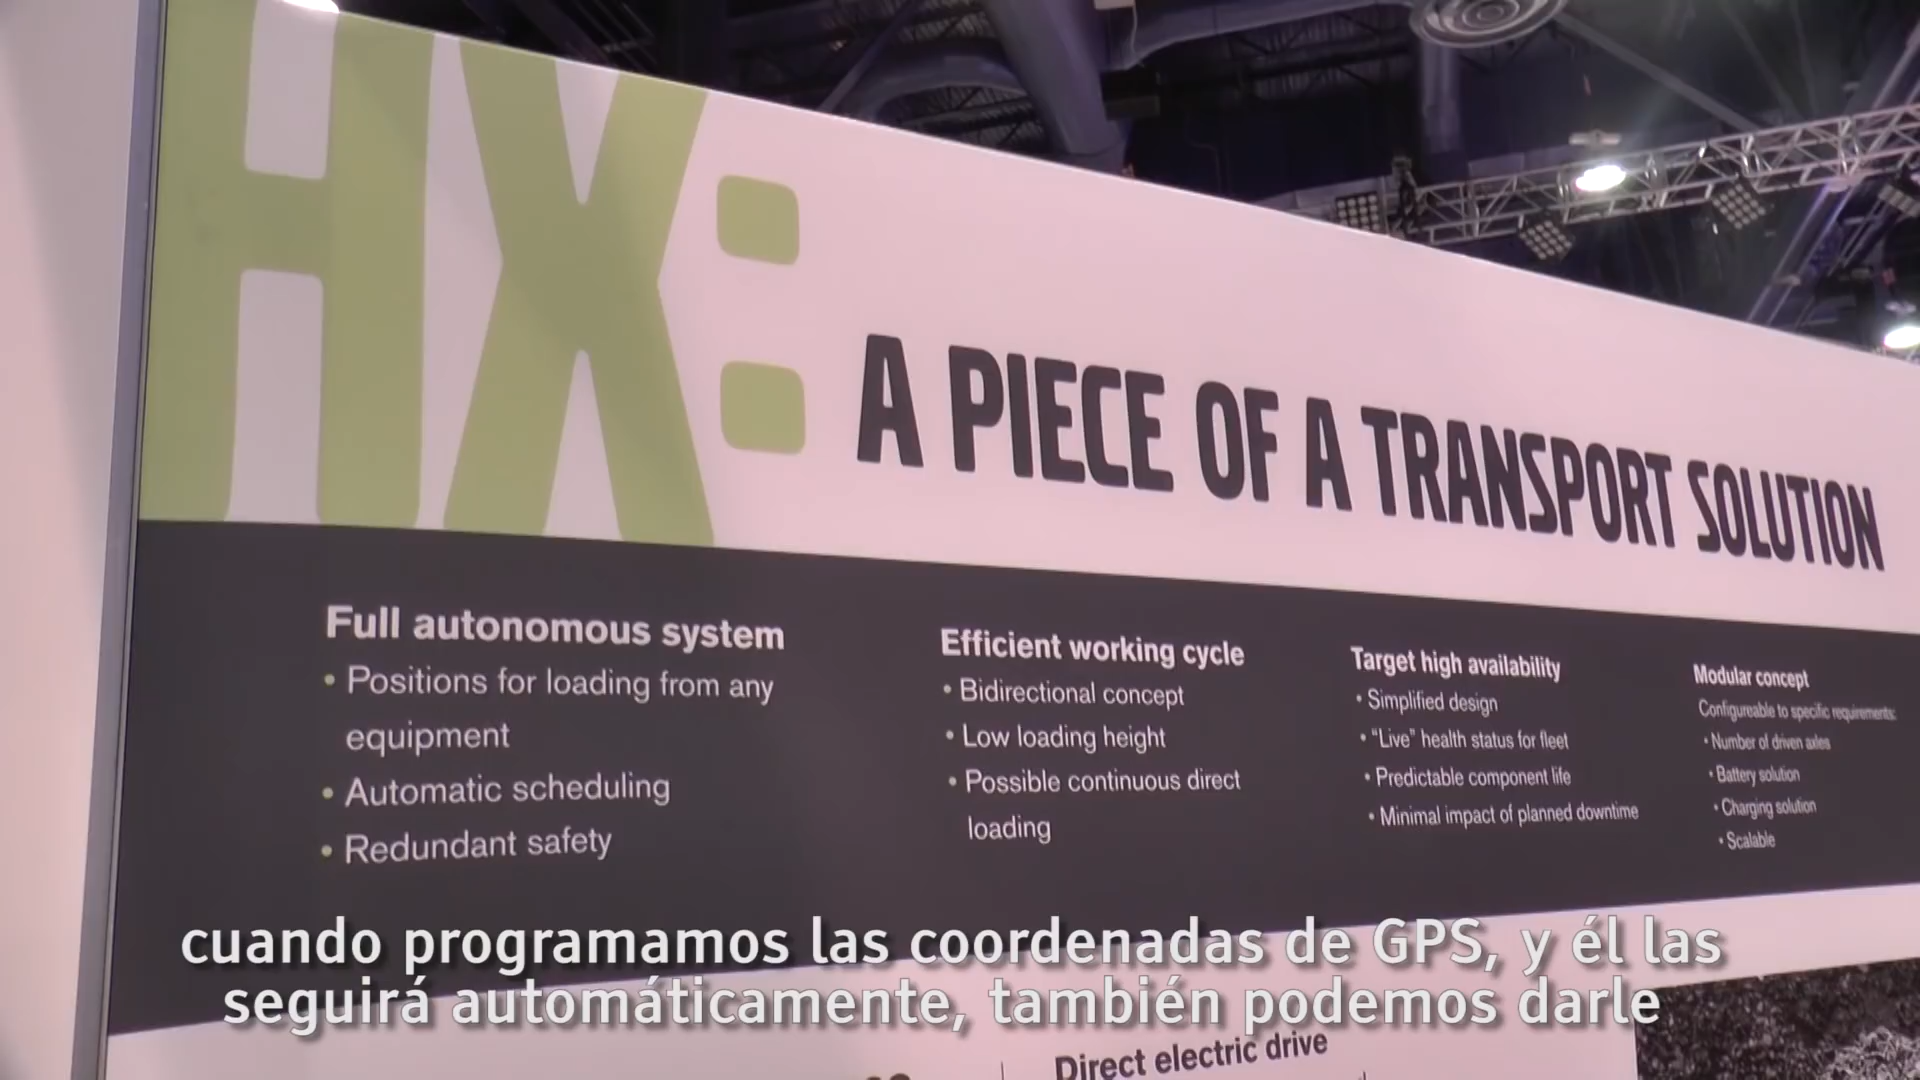 HX:
A PIECE OF A TRANSPORT SOLUTION
Full autonomous system
• Positions for loading from any
equipment
• Automatic scheduling
• Redundant safety
Efficient working cycle
• Bidirectional concept
• Low loading height
• Possible continuous direct
loading
Target high availability
• Simplified design
• "Live" health status for fleet
• Predictable component life
• Minimal impact of planned downtime
Modular concept
Configureable to specific requirements:
• Number of driven axles
• Battery solution
• Charging solution
• Scalable
cuando programamos las coordenadas de GPS, y él las
seguirá automáticamente, también podemos darle
Direct electric drive